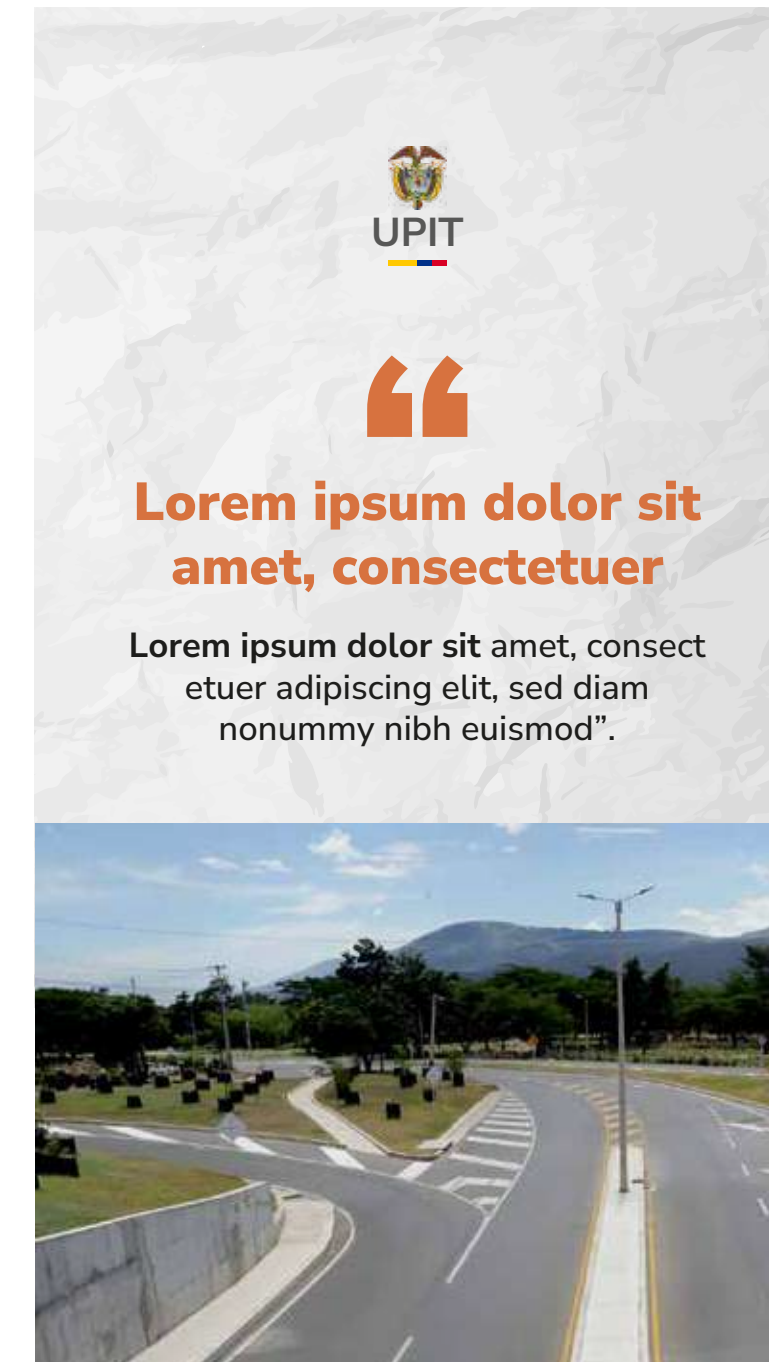 UPIT
“
Lorem ipsum dolor sit
amet, consectetuer
Lorem ipsum dolor sit amet, consect
etuer adipiscing elit, sed diam
nonummy nibh euismod”.